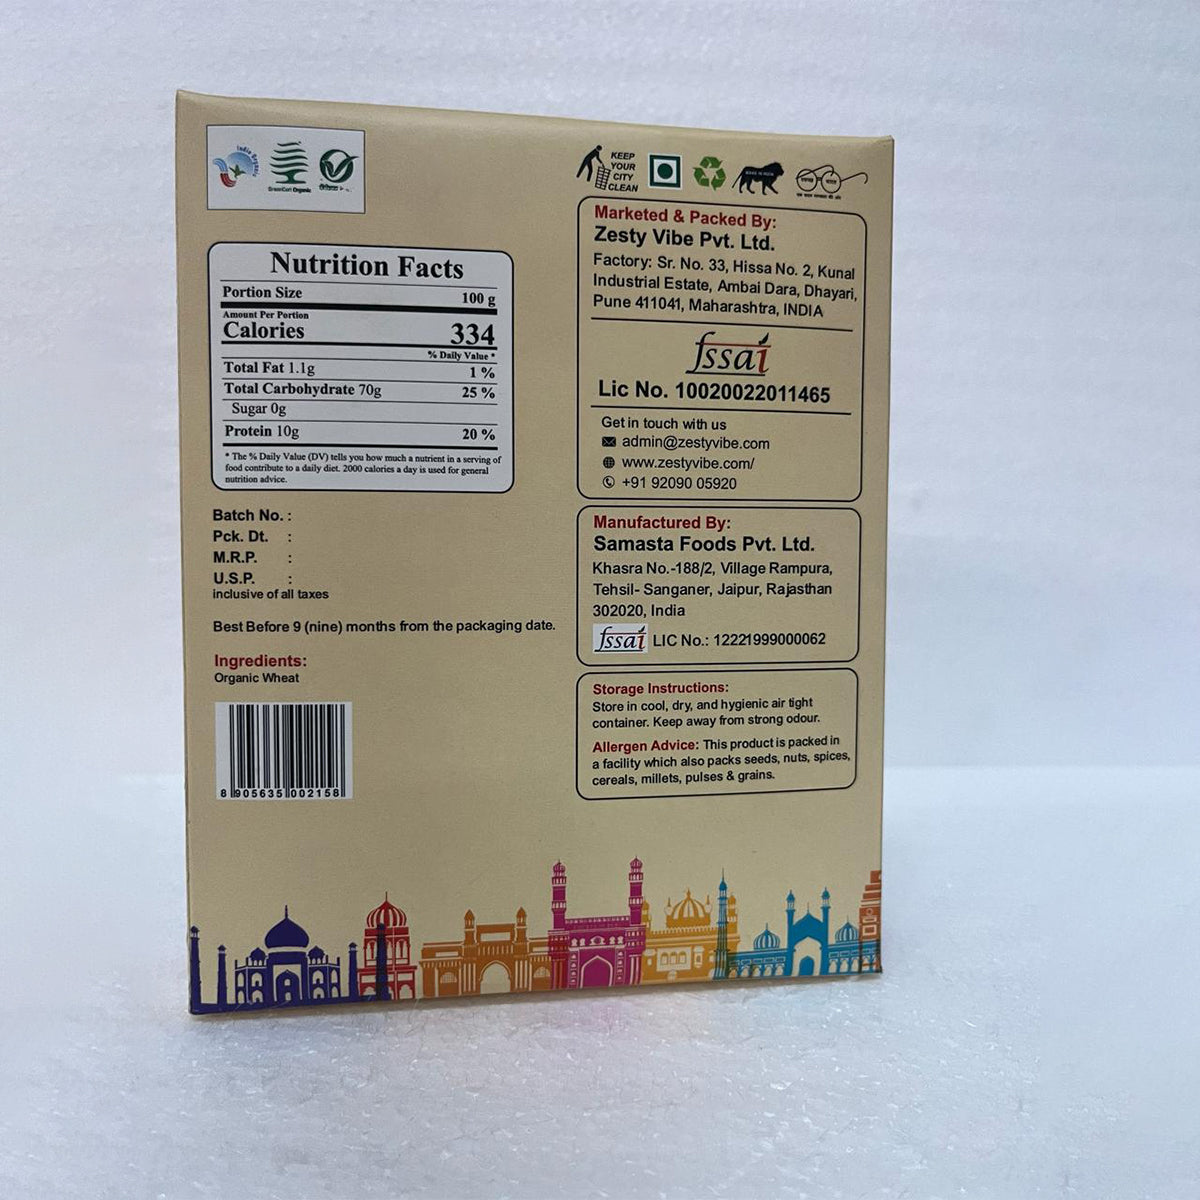 India Organic
GreenCert Organic
Nutrition Facts
Portion Size 100 g
Amount Per Portion
Calories 334
% Daily Value *
Total Fat 1.1g 1 %
Total Carbohydrate 70g 25 %
Sugar 0g
Protein 10g 20 %
* The % Daily Value (DV) tells you how much a nutrient in a serving of
food contribute to a daily diet. 2000 calories a day is used for general
nutrition advice.
Batch No. :
Pck. Dt. :
M.R.P. :
U.S.P. :
inclusive of all taxes
Best Before 9 (nine) months from the packaging date.
Ingredients:
Organic Wheat
8 905635 002158
KEEP
YOUR
CITY
CLEAN
MAKE IN INDIA
Marketed & Packed By:
Zesty Vibe Pvt. Ltd.
Factory: Sr. No. 33, Hissa No. 2, Kunal
Industrial Estate, Ambai Dara, Dhayari,
Pune 411041, Maharashtra, INDIA
fssai
Lic No. 10020022011465
Get in touch with us
admin@zestyvibe.com
www.zestyvibe.com/
+91 92090 05920
Manufactured By:
Samasta Foods Pvt. Ltd.
Khasra No.-188/2, Village Rampura,
Tehsil- Sanganer, Jaipur, Rajasthan
302020, India
fssai LIC No.: 12221999000062
Storage Instructions:
Store in cool, dry, and hygienic air tight
container. Keep away from strong odour.
Allergen Advice: This product is packed in
a facility which also packs seeds, nuts, spices,
cereals, millets, pulses & grains.